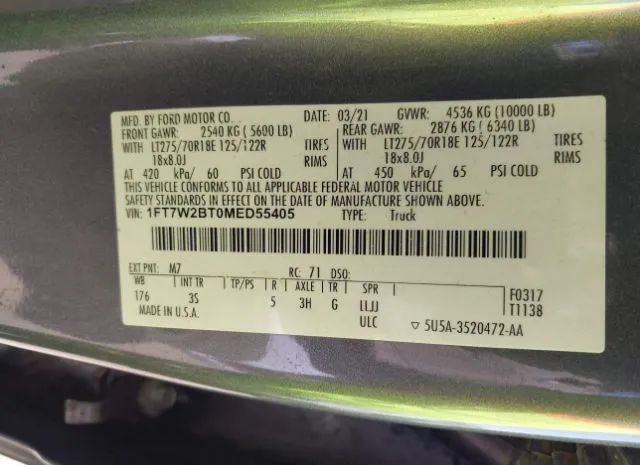 MFD. BY FORD MOTOR CO. DATE: 03/21 GVWR: 4536 KG (10000 LB)
FRONT GAWR: 2540 KG ( 5600 LB) REAR GAWR: 2876 KG ( 6340 LB)
WITH LT275/70R18E 125/122R TIRES WITH LT275/70R18E 125/122R TIRES
18x8.0J RIMS 18x8.0J RIMS
AT 420 kPa/ 60 PSI COLD AT 450 kPa/ 65 PSI COLD
THIS VEHICLE CONFORMS TO ALL APPLICABLE FEDERAL MOTOR VEHICLE
SAFETY STANDARDS IN EFFECT ON THE DATE OF MANUFACTURE SHOWN ABOVE.
VIN: 1FT7W2BT0MED55405 TYPE: Truck
EXT PNT: M7 RC: 71 DSO:
WB INT TR TP/PS R AXLE TR SPR
176 3S 5 3H G LLJJ F0317
MADE IN U.S.A. ULC T1138
5U5A-3520472-AA